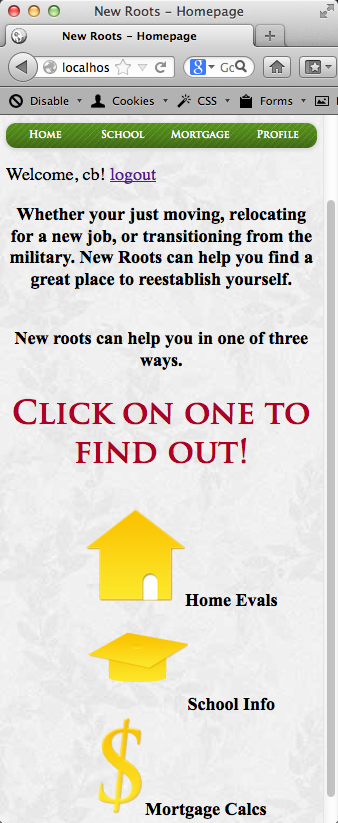 New Roots – Homepage
New Roots – Homepage
localhos
Disable Cookies CSS Forms
HOME SCHOOL MORTGAGE PROFILE
Welcome, cb! logout
Whether your just moving, relocating
for a new job, or transitioning from the
military. New Roots can help you find a
great place to reestablish yourself.
New roots can help you in one of three
ways.
CLICK ON ONE TO
FIND OUT!
Home Evals
School Info
$
Mortgage Calcs